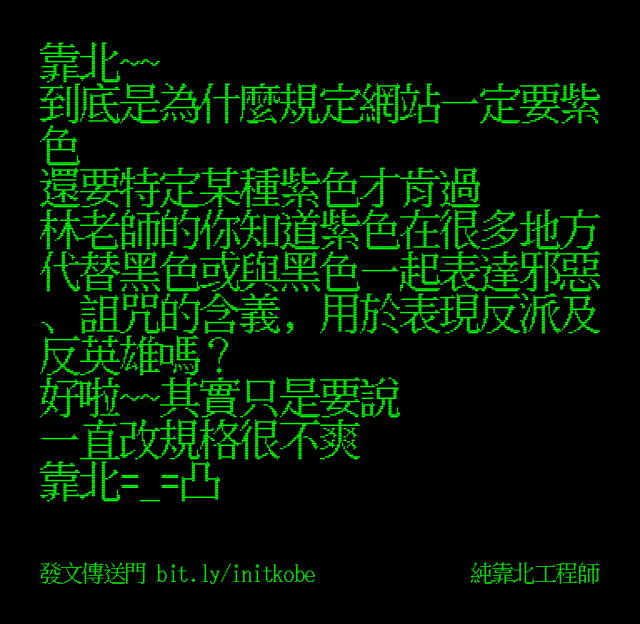 靠北~~
到底是為什麼規定網站一定要紫
色
還要特定某種紫色才肯過
林老師的你知道紫色在很多地方
代替黑色或與黑色一起表達邪惡
、詛咒的含義，用於表現反派及
反英雄嗎？
好啦~~其實只是要說
一直改規格很不爽
靠北=_=凸
發文傳送門 bit.ly/initkobe
純靠北工程師